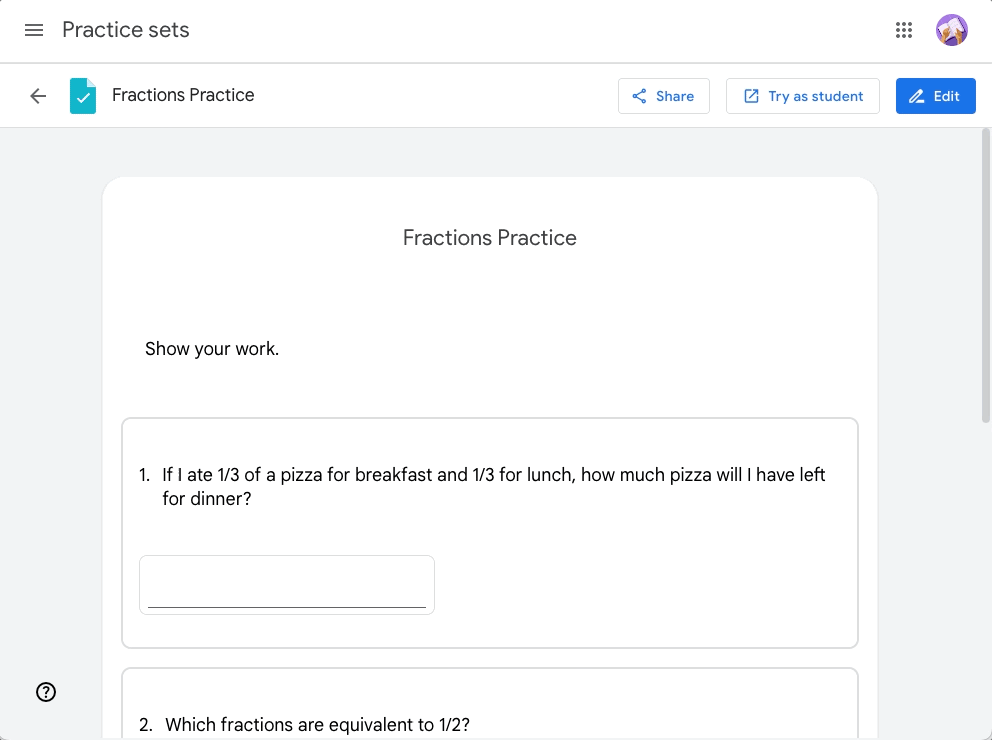 Practice sets
Fractions Practice
Share
Try as student
Edit
Fractions Practice
Show your work.
1. If I ate 1/3 of a pizza for breakfast and 1/3 for lunch, how much pizza will I have left
for dinner?
2. Which fractions are equivalent to 1/2?